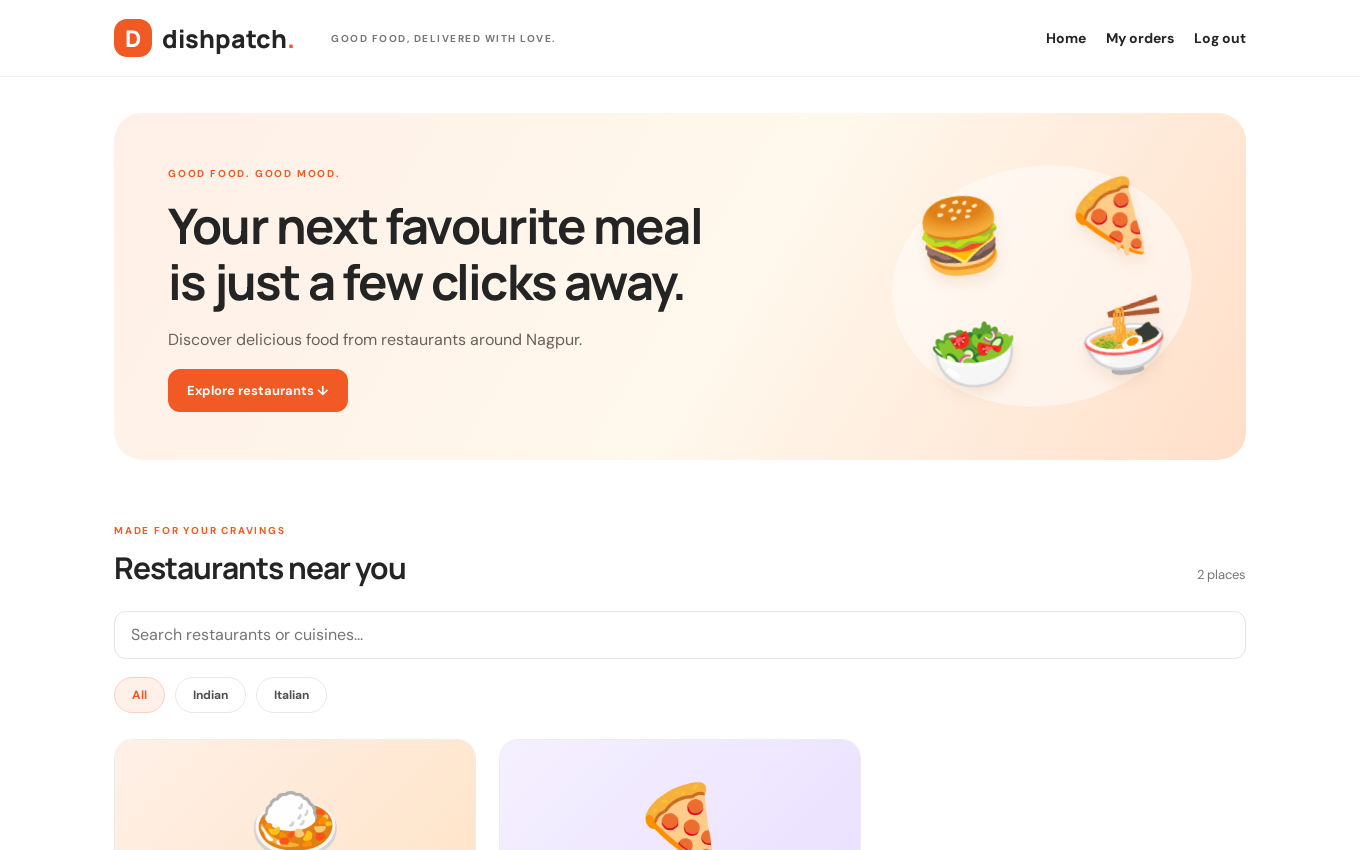 D dishpatch.
GOOD FOOD, DELIVERED WITH LOVE.
Home My orders Log out
GOOD FOOD. GOOD MOOD.
Your next favourite meal
is just a few clicks away.
Discover delicious food from restaurants around Nagpur.
Explore restaurants ↓
MADE FOR YOUR CRAVINGS
Restaurants near you
2 places
Search restaurants or cuisines...
All Indian Italian